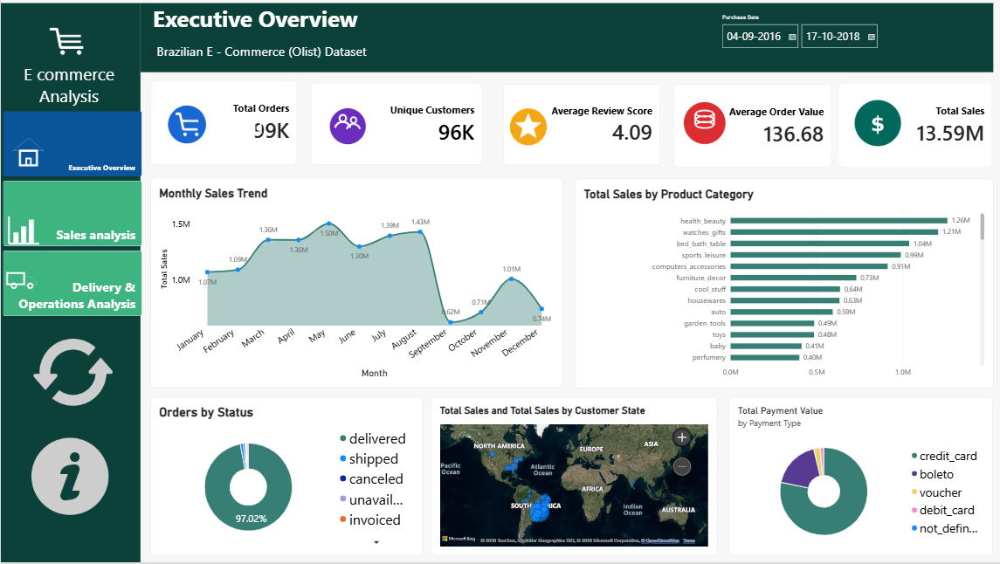 Executive Overview
Brazilian E - Commerce (Olist) Dataset
Purchase Date
04-09-2016
17-10-2018
E commerce
Analysis
Executive Overview
Sales analysis
Delivery &
Operations Analysis
Total Orders
99K
Unique Customers
96K
Average Review Score
4.09
Average Order Value
136.68
Total Sales
13.59M
Monthly Sales Trend
Total Sales
1.5M
1.0M
1.07M
1.09M
1.36M
1.36M
1.50M
1.30M
1.39M
1.43M
0.62M
0.71M
1.01M
0.74M
January
February
March
April
May
June
July
August
September
October
November
December
Month
Total Sales by Product Category
health_beauty 1.26M
watches_gifts 1.21M
bed_bath_table 1.04M
sports_leisure 0.99M
computers_accessories 0.91M
furniture_decor 0.73M
cool_stuff 0.64M
housewares 0.63M
auto 0.59M
garden_tools 0.49M
toys 0.48M
baby 0.41M
perfumery 0.40M
0.0M 0.5M 1.0M
Orders by Status
97.02%
delivered
shipped
canceled
unavail...
invoiced
Total Sales and Total Sales by Customer State
NORTH AMERICA
EUROPE
ASIA
Pacific
Ocean
Atlantic
Ocean
AFRICA
SOUTH
ICA
Indian
Ocean
AUSTRALIA
Microsoft Bing
© OpenStreetMap Terms
Total Payment Value
by Payment Type
credit_card
boleto
voucher
debit_card
not_defin...